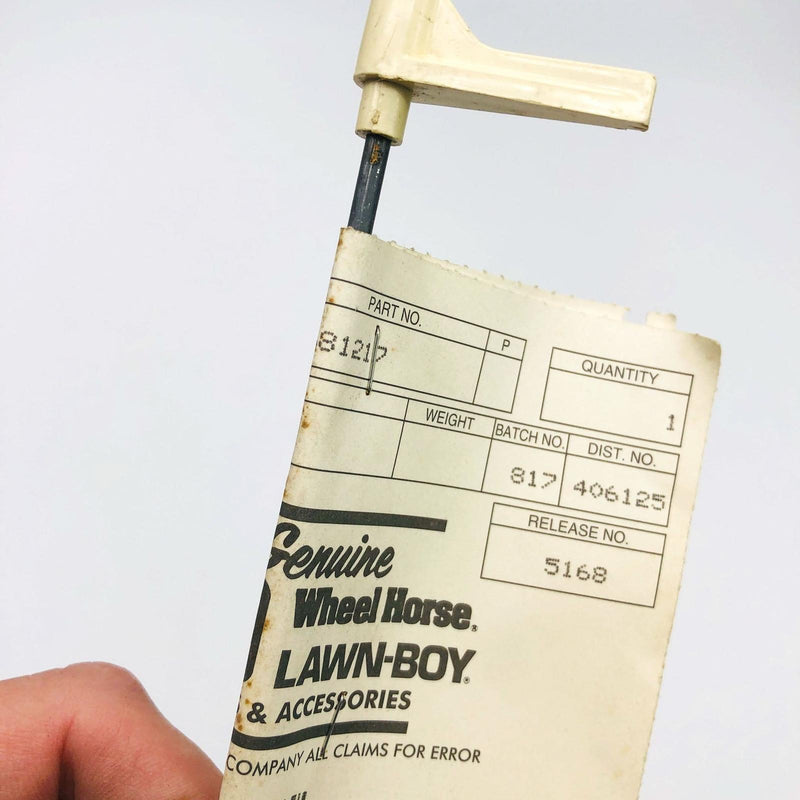 PART NO. P
81217
QUANTITY
1
WEIGHT BATCH NO. DIST. NO.
817 406125
RELEASE NO.
5168
Genuine
Wheel Horse®
LAWN-BOY®
& ACCESSORIES
COMPANY ALL CLAIMS FOR ERROR